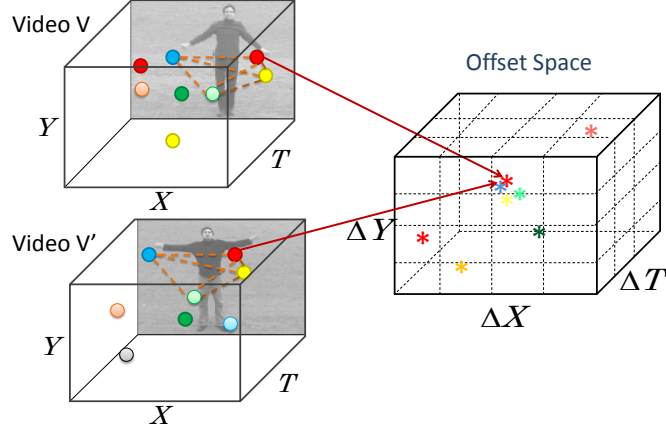 Video V
Y
T
X
Offset Space
ΔY
ΔT
ΔX
Video V’
Y
T
X